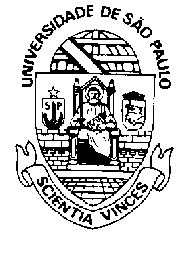 UNIVERSIDADE DE SÃO PAULO
S P
SCIENTIA VINCES